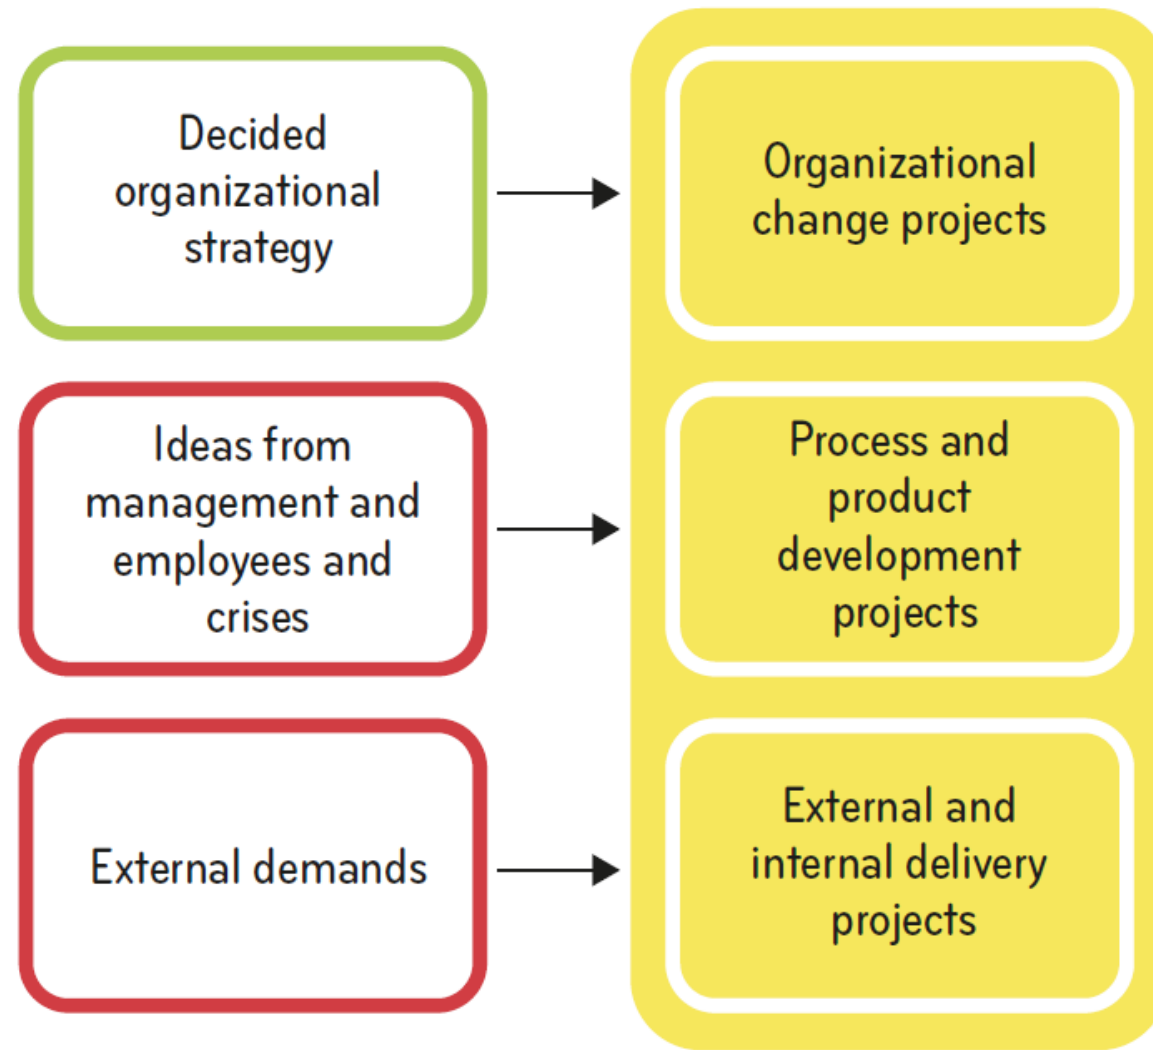 Decided
organizational
strategy
Organizational
change projects
Ideas from
management and
employees and
crises
Process and
product
development
projects
External demands
External and
internal delivery
projects